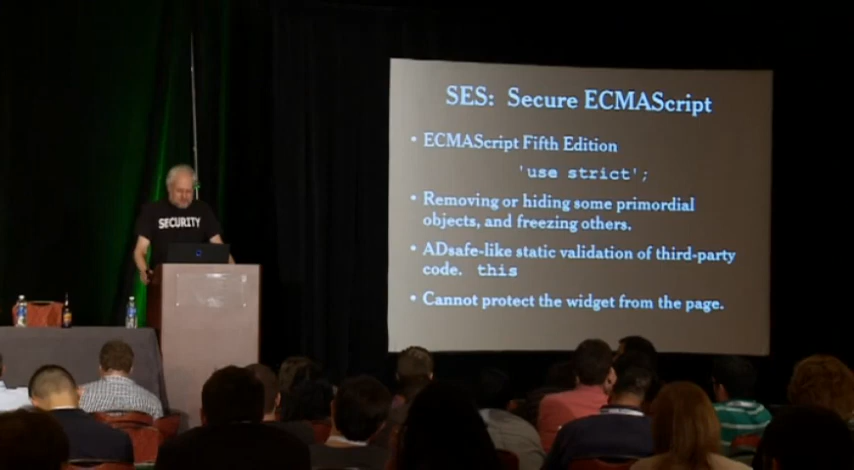 SES: Secure ECMAScript
• ECMAScript Fifth Edition
'use strict';
• Removing or hiding some primordial
objects, and freezing others.
• ADsafe-like static validation of third-party
code. this
• Cannot protect the widget from the page.
SECURITY